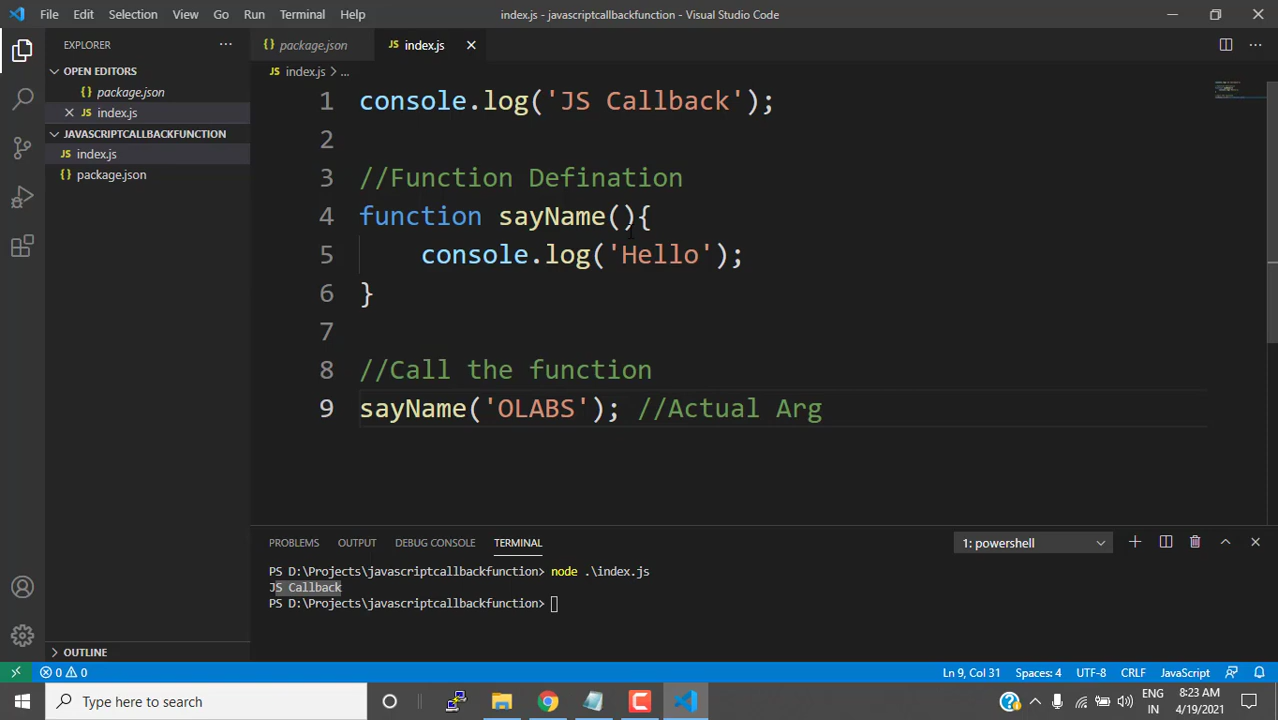 File Edit Selection View Go Run Terminal Help
index.js - javascriptcallbackfunction - Visual Studio Code
EXPLORER
OPEN EDITORS
{ } package.json
JS index.js
JAVASCRIPTCALLBACKFUNCTION
JS index.js
{ } package.json
OUTLINE
{ } package.json JS index.js
JS index.js > ...
1 console.log('JS Callback');
2
3 //Function Defination
4 function sayName(){
5 console.log('Hello');
6 }
7
8 //Call the function
9 sayName('OLABS'); //Actual Arg
PROBLEMS OUTPUT DEBUG CONSOLE TERMINAL 1: powershell
PS D:\Projects\javascriptcallbackfunction> node .\index.js
JS Callback
PS D:\Projects\javascriptcallbackfunction>
0 0 Ln 9, Col 31 Spaces: 4 UTF-8 CRLF JavaScript
Type here to search
ENG
IN
8:23 AM
4/19/2021